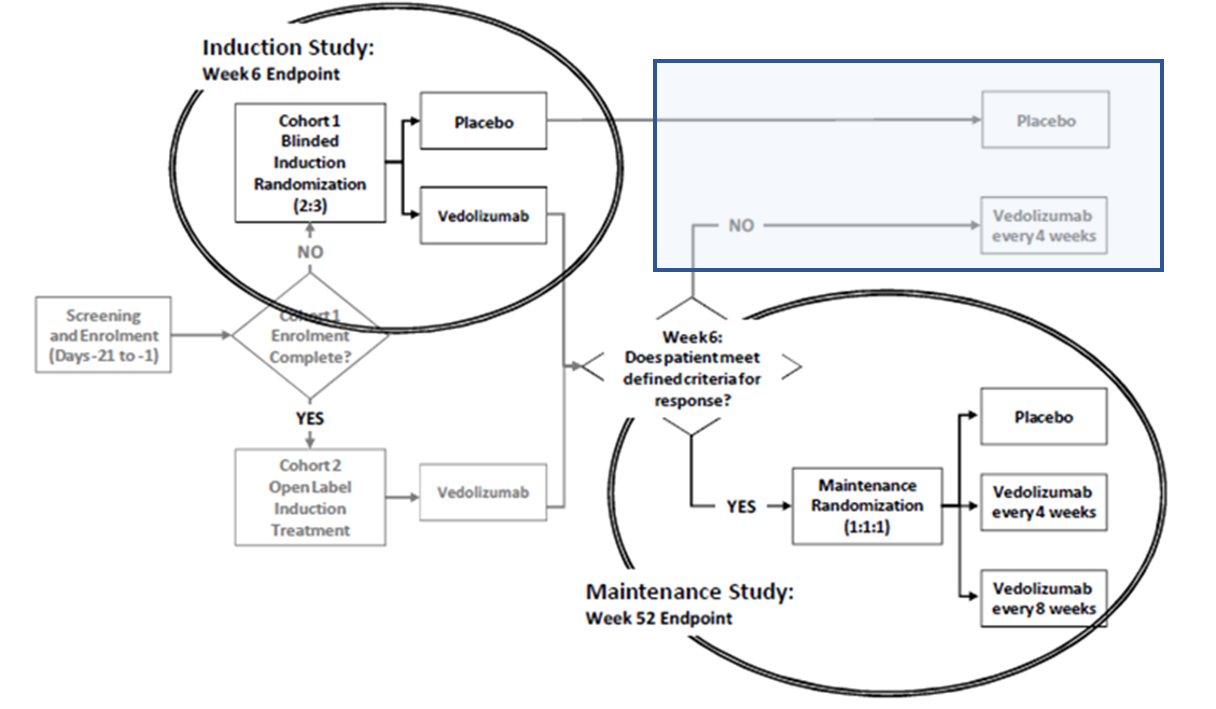 Induction Study:
Week 6 Endpoint
Cohort 1
Blinded
Induction
Randomization
(2:3)
Placebo
Vedolizumab
Placebo
NO
Vedolizumab
every 4 weeks
NO
Screening
and Enrolment
(Days -21 to -1)
Cohort 1
Enrolment
Complete?
YES
Cohort 2
Open Label
Induction
Treatment
Vedolizumab
Week 6:
Does patient meet
defined criteria for
response?
YES
Maintenance
Randomization
(1:1:1)
Placebo
Vedolizumab
every 4 weeks
Vedolizumab
every 8 weeks
Maintenance Study:
Week 52 Endpoint